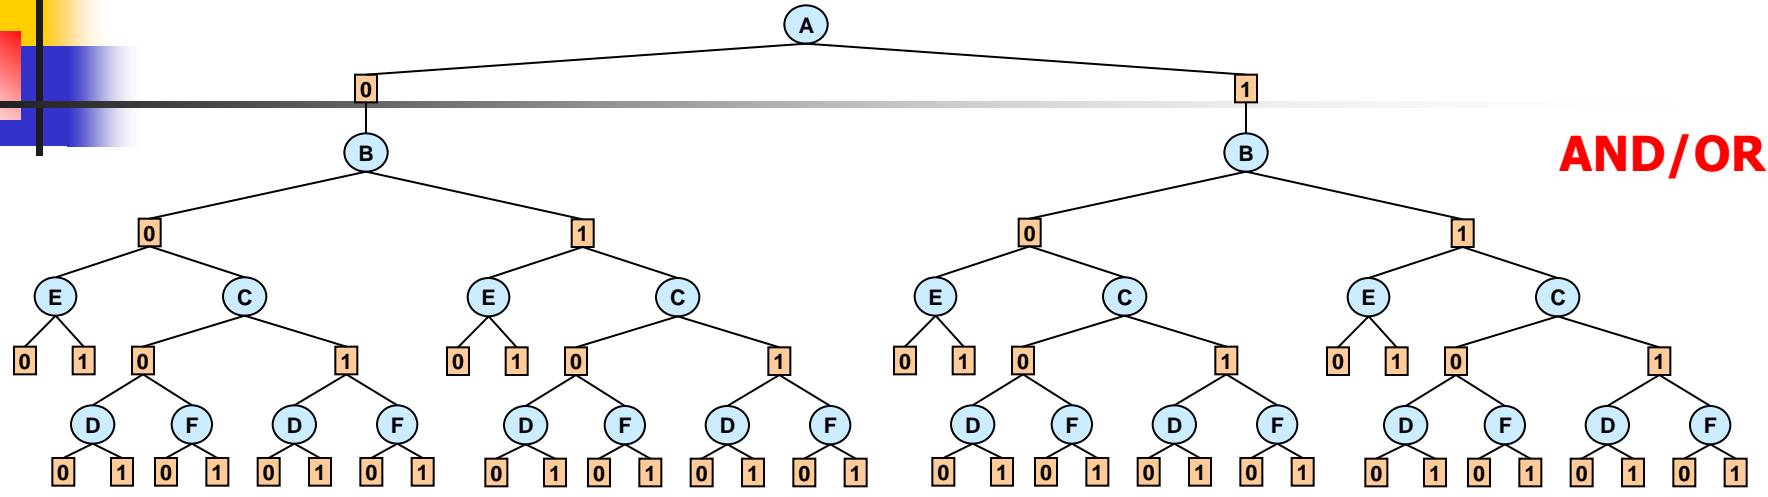 A
0 1
B B
AND/OR
0 1 0 1
E C E C E C E C
0 1 0 1 0 1 0 1 0 1 0 1 0 1 0 1
D F D F D F D F D F D F D F D F
0 1 0 1 0 1 0 1 0 1 0 1 0 1 0 1 0 1 0 1 0 1 0 1 0 1 0 1 0 1 0 1